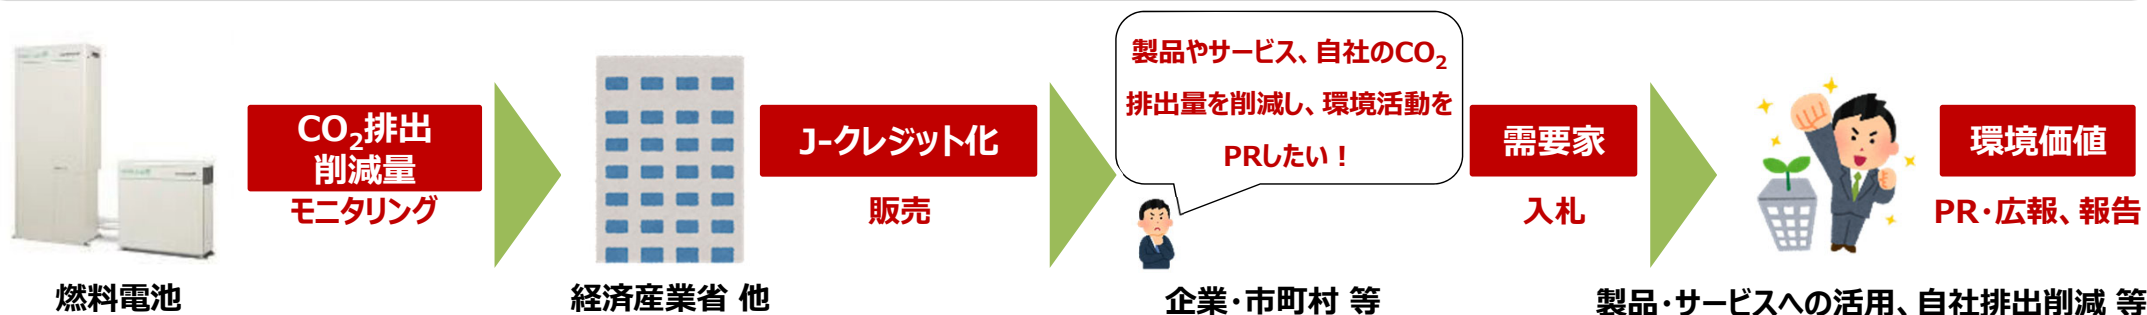 CO₂排出
削減量
モニタリング
燃料電池
J-クレジット化
販売
経済産業省 他
製品やサービス、自社のCO₂
排出量を削減し、環境活動を
PRしたい！
企業・市町村 等
需要家
入札
環境価値
PR・広報、報告
製品・サービスへの活用、自社排出削減 等